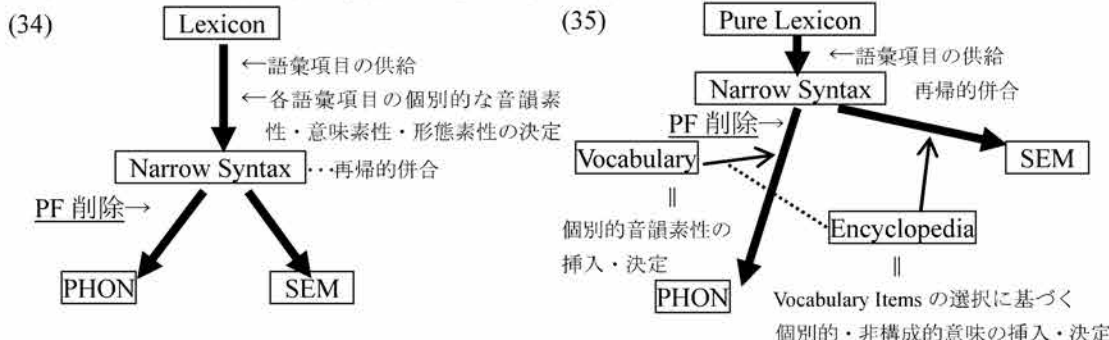 (34)
Lexicon
←語彙項目の供給
←各語彙項目の個別的な音韻素
性・意味素性・形態素性の決定
Narrow Syntax
···再帰的併合
PF 削除→
PHON
SEM
(35)
Pure Lexicon
←語彙項目の供給
Narrow Syntax
再帰的併合
PF 削除→
Vocabulary
SEM
||
個別的音韻素性の
挿入・決定
Encyclopedia
||
PHON
Vocabulary Items の選択に基づく
個別的・非構成的意味の挿入・決定